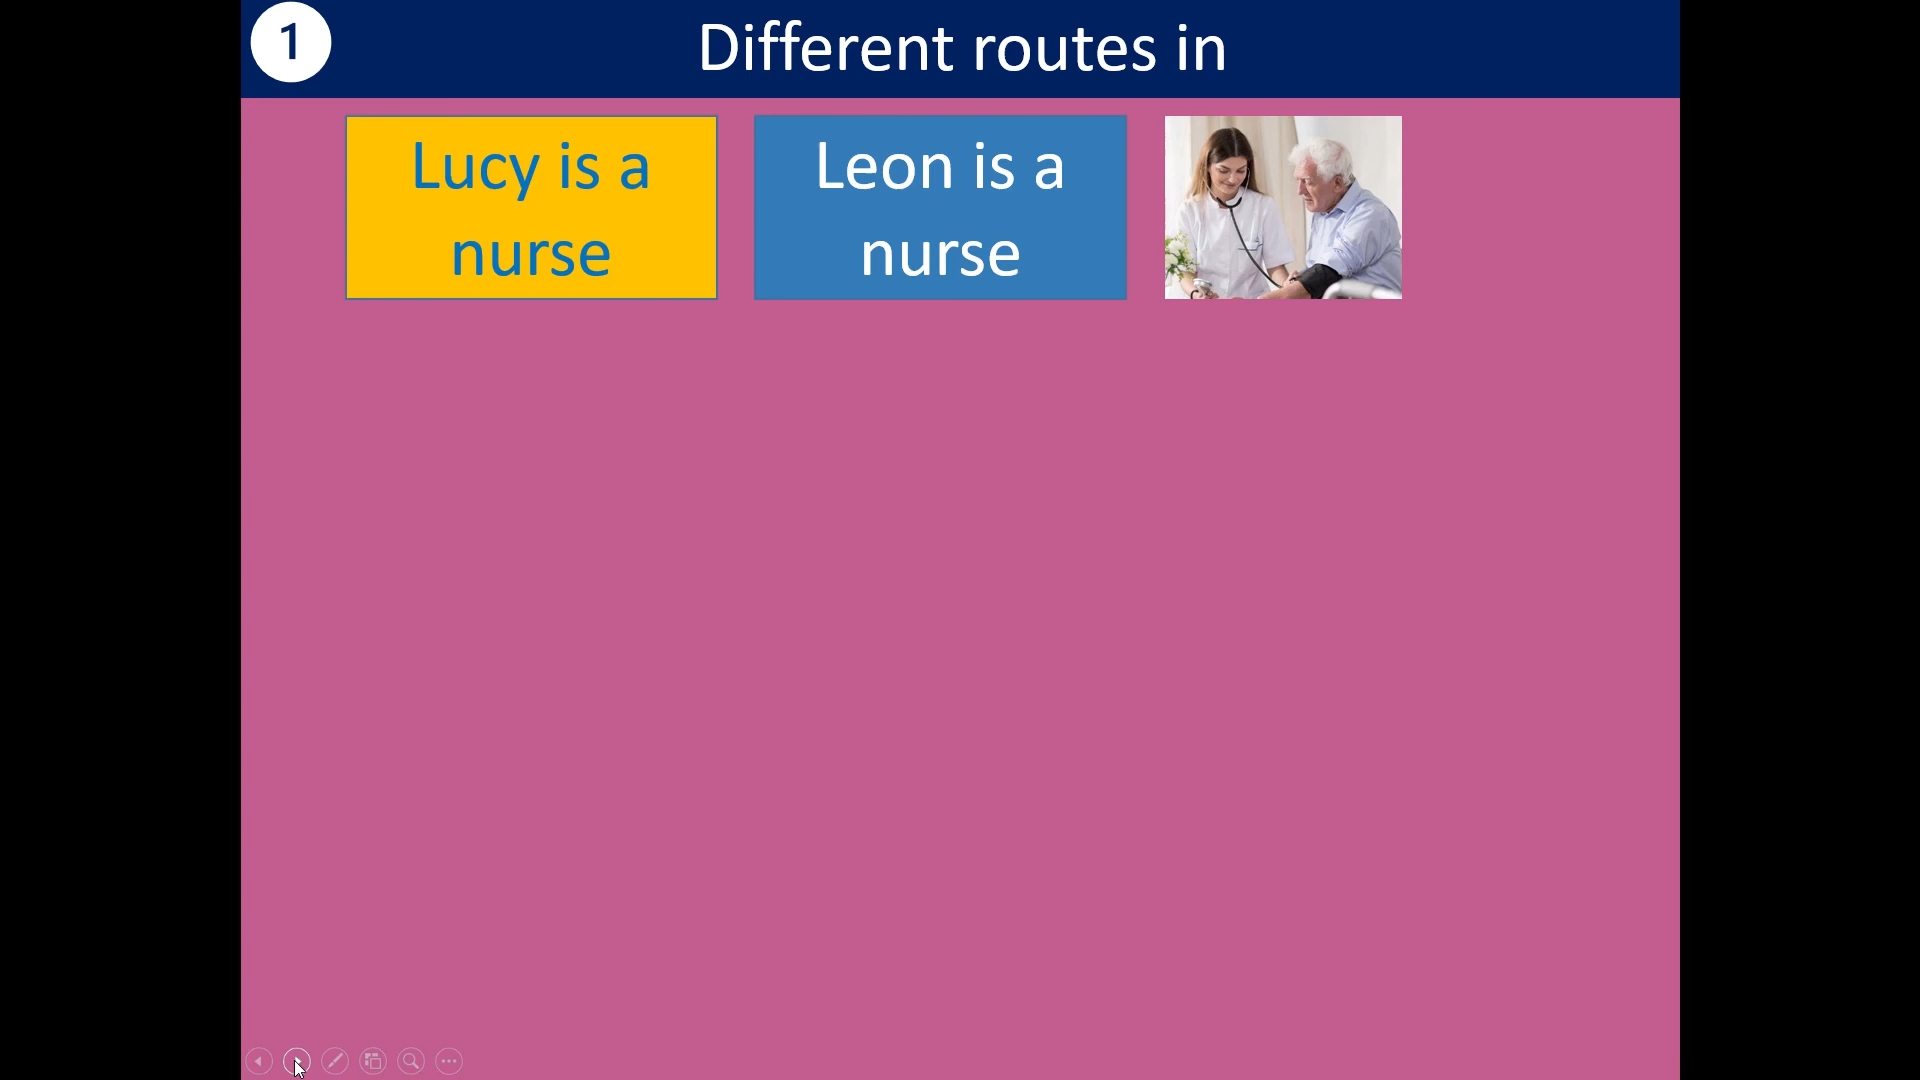 1
Different routes in
Lucy is a
nurse
Leon is a
nurse